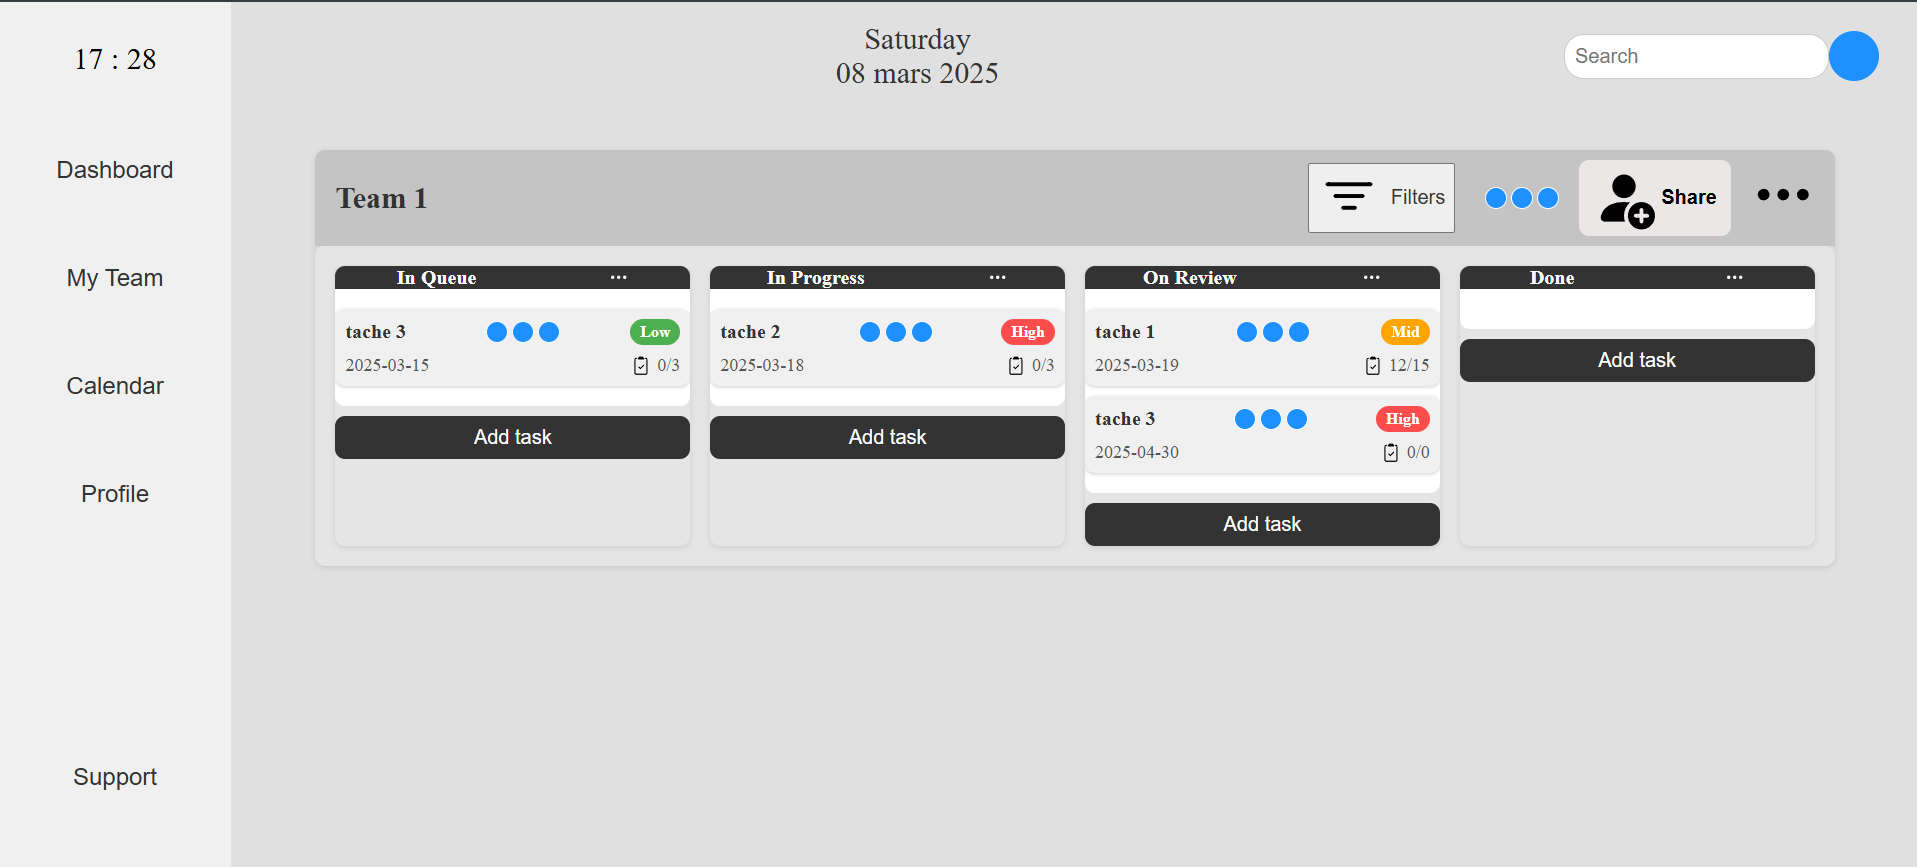 17 : 28
Saturday
08 mars 2025
Search
Dashboard
My Team
Calendar
Profile
Support
Team 1
Filters
Share
In Queue ...
tache 3 Low
2025-03-15 0/3
Add task
In Progress ...
tache 2 High
2025-03-18 0/3
Add task
On Review ...
tache 1 Mid
2025-03-19 12/15
tache 3 High
2025-04-30 0/0
Add task
Done ...
Add task